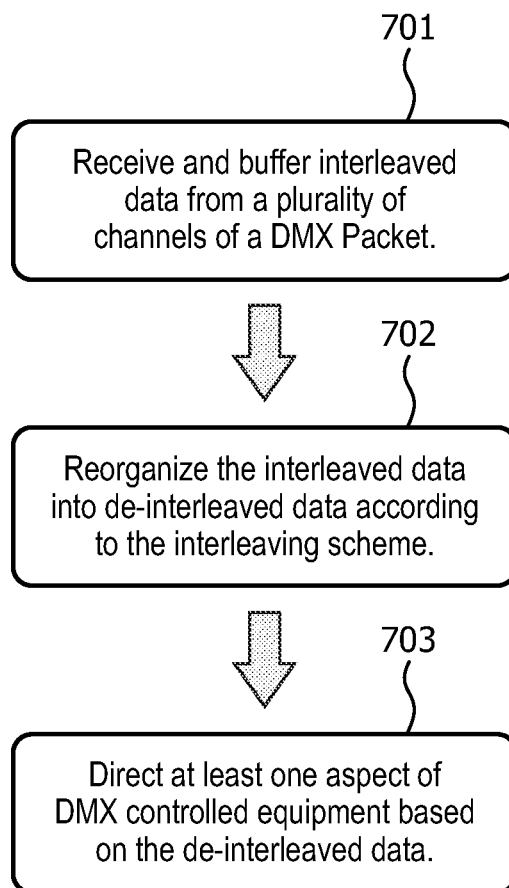 701
Receive and buffer interleaved
data from a plurality of
channels of a DMX Packet.
702
Reorganize the interleaved data
into de-interleaved data according
to the interleaving scheme.
703
Direct at least one aspect of
DMX controlled equipment based
on the de-interleaved data.